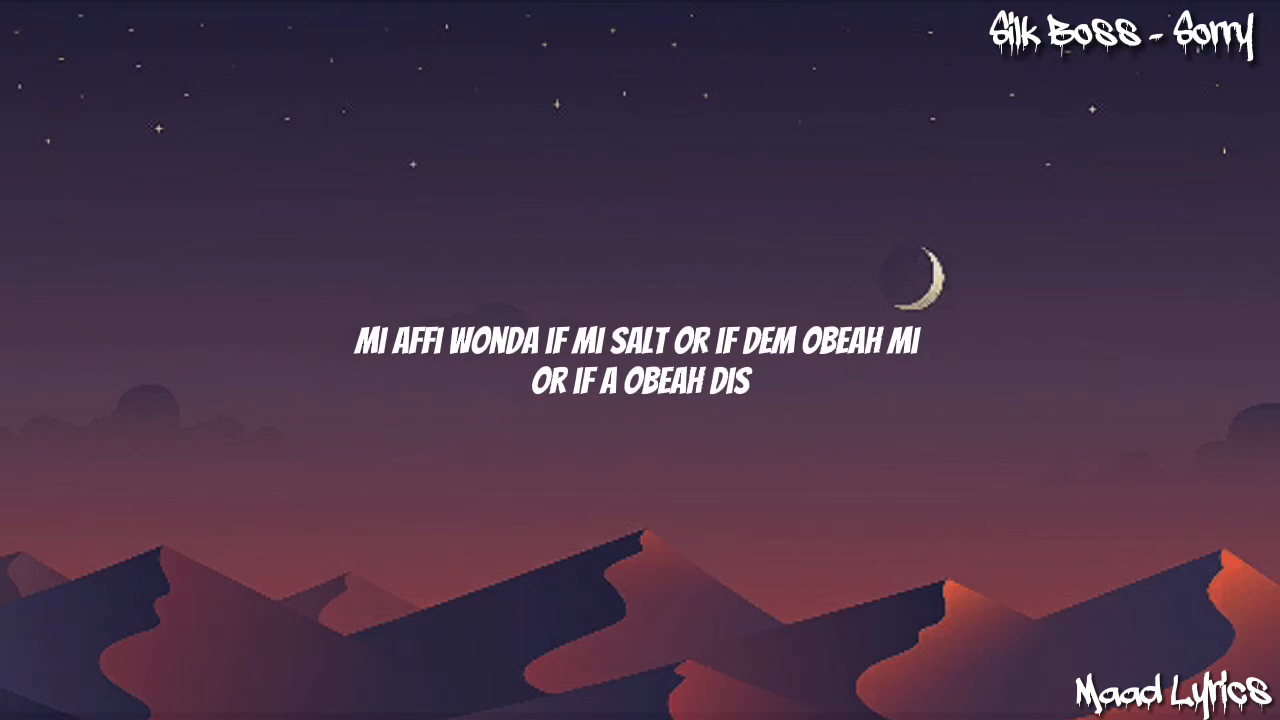 Silk Boss - Sorry
MI AFFI WONDA IF MI SALT OR IF DEM OBEAH MI
OR IF A OBEAH DIS
Maad Lyrics